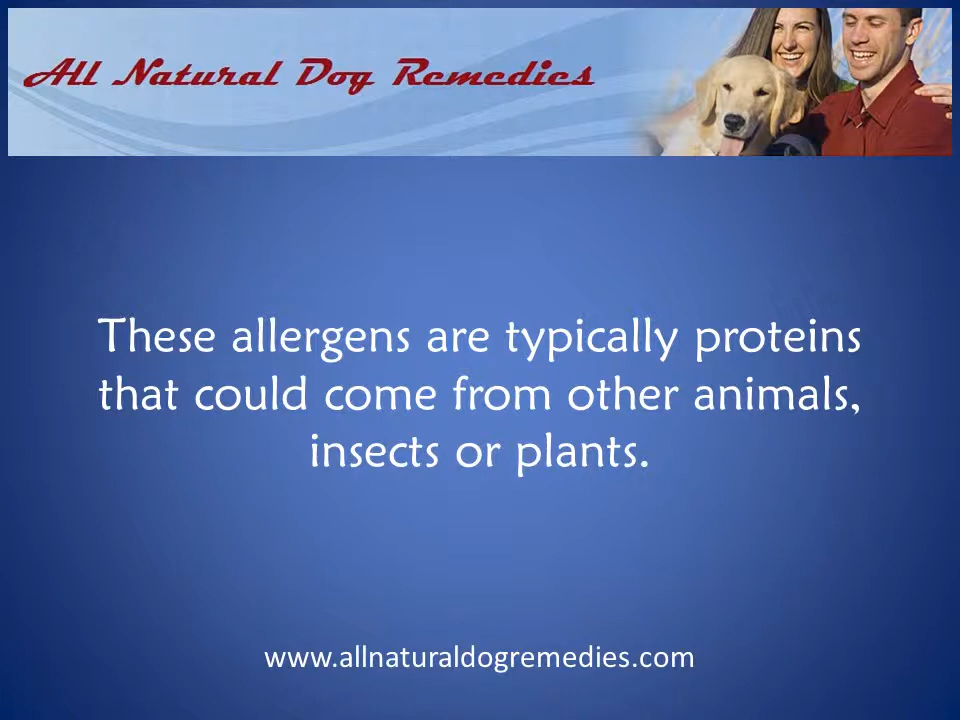 All Natural Dog Remedies
These allergens are typically proteins
that could come from other animals,
insects or plants.
www.allnaturaldogremedies.com